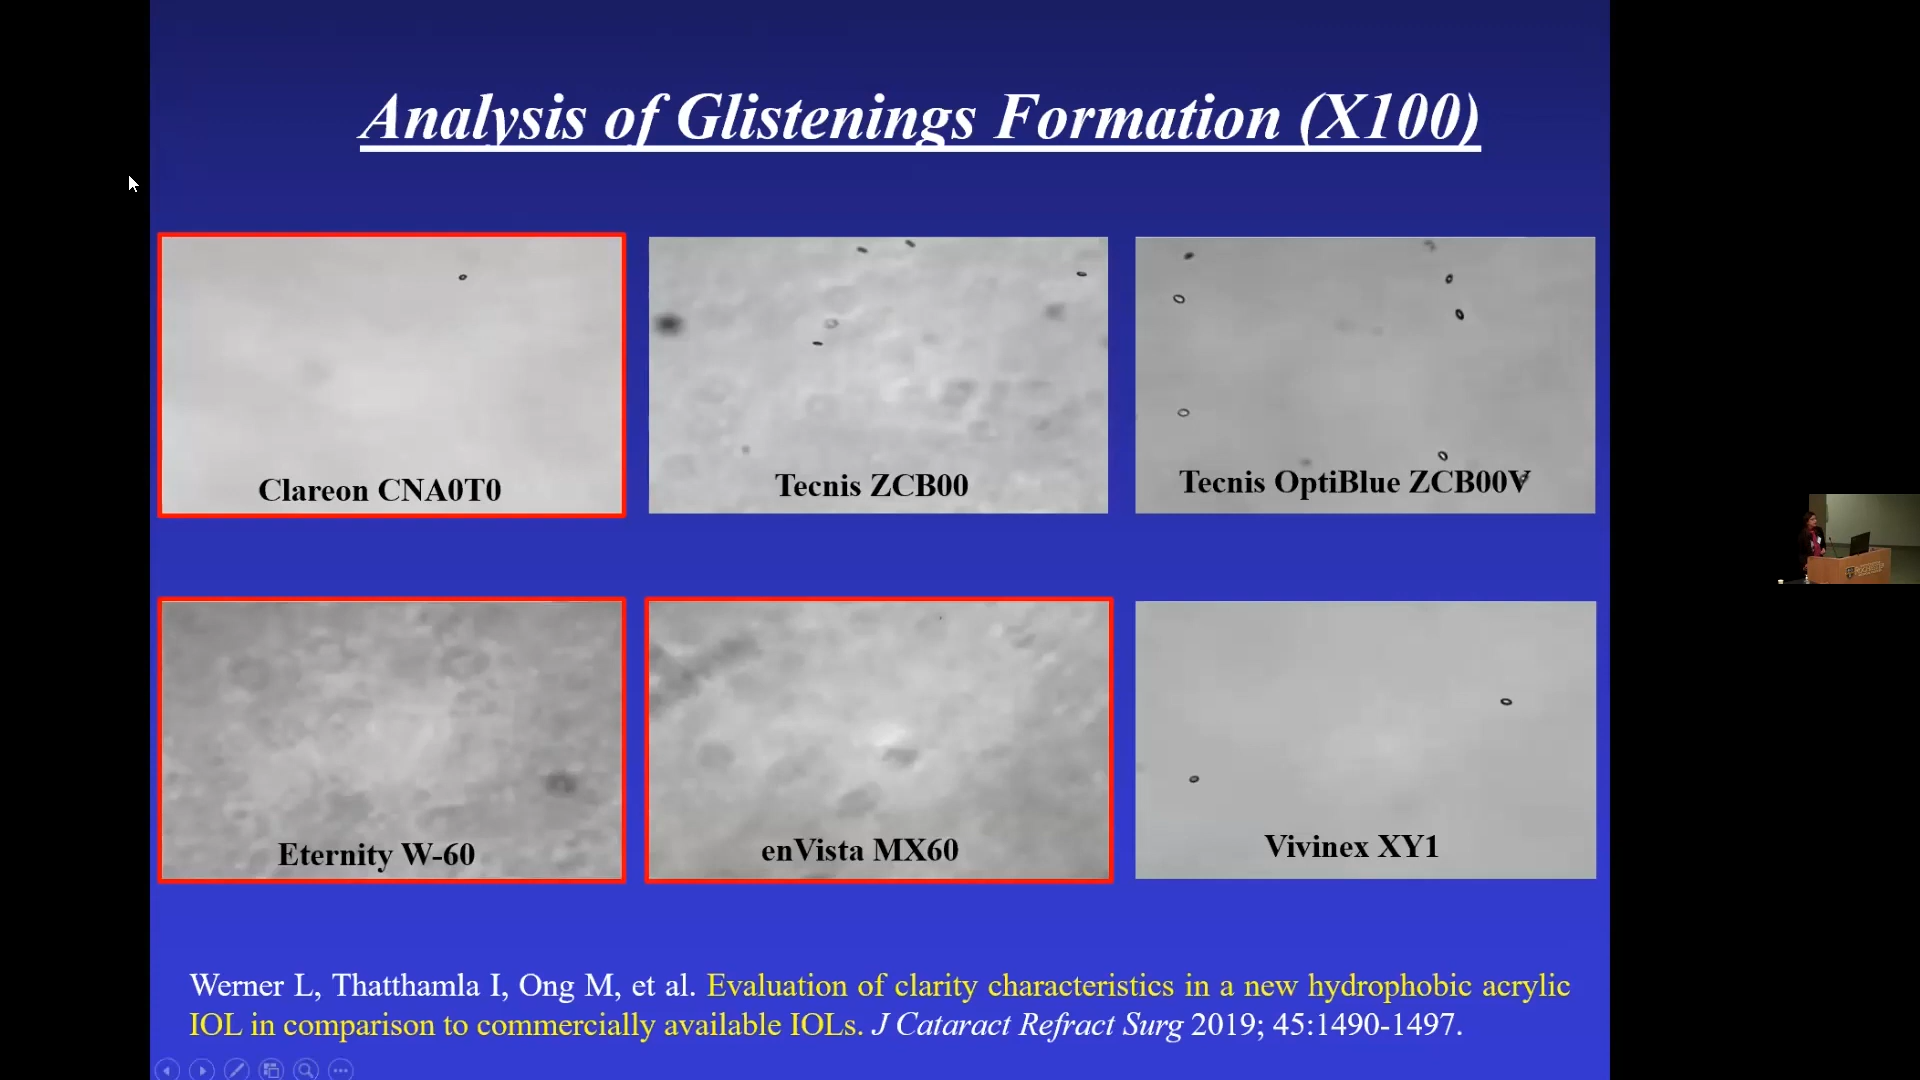 Analysis of Glistenings Formation (X100)
Clareon CNA0T0
Tecnis ZCB00
Tecnis OptiBlue ZCB00V
Eternity W-60
enVista MX60
Vivinex XY1
Werner L, Thatthamla I, Ong M, et al. Evaluation of clarity characteristics in a new hydrophobic acrylic
IOL in comparison to commercially available IOLs. J Cataract Refract Surg 2019; 45:1490-1497.